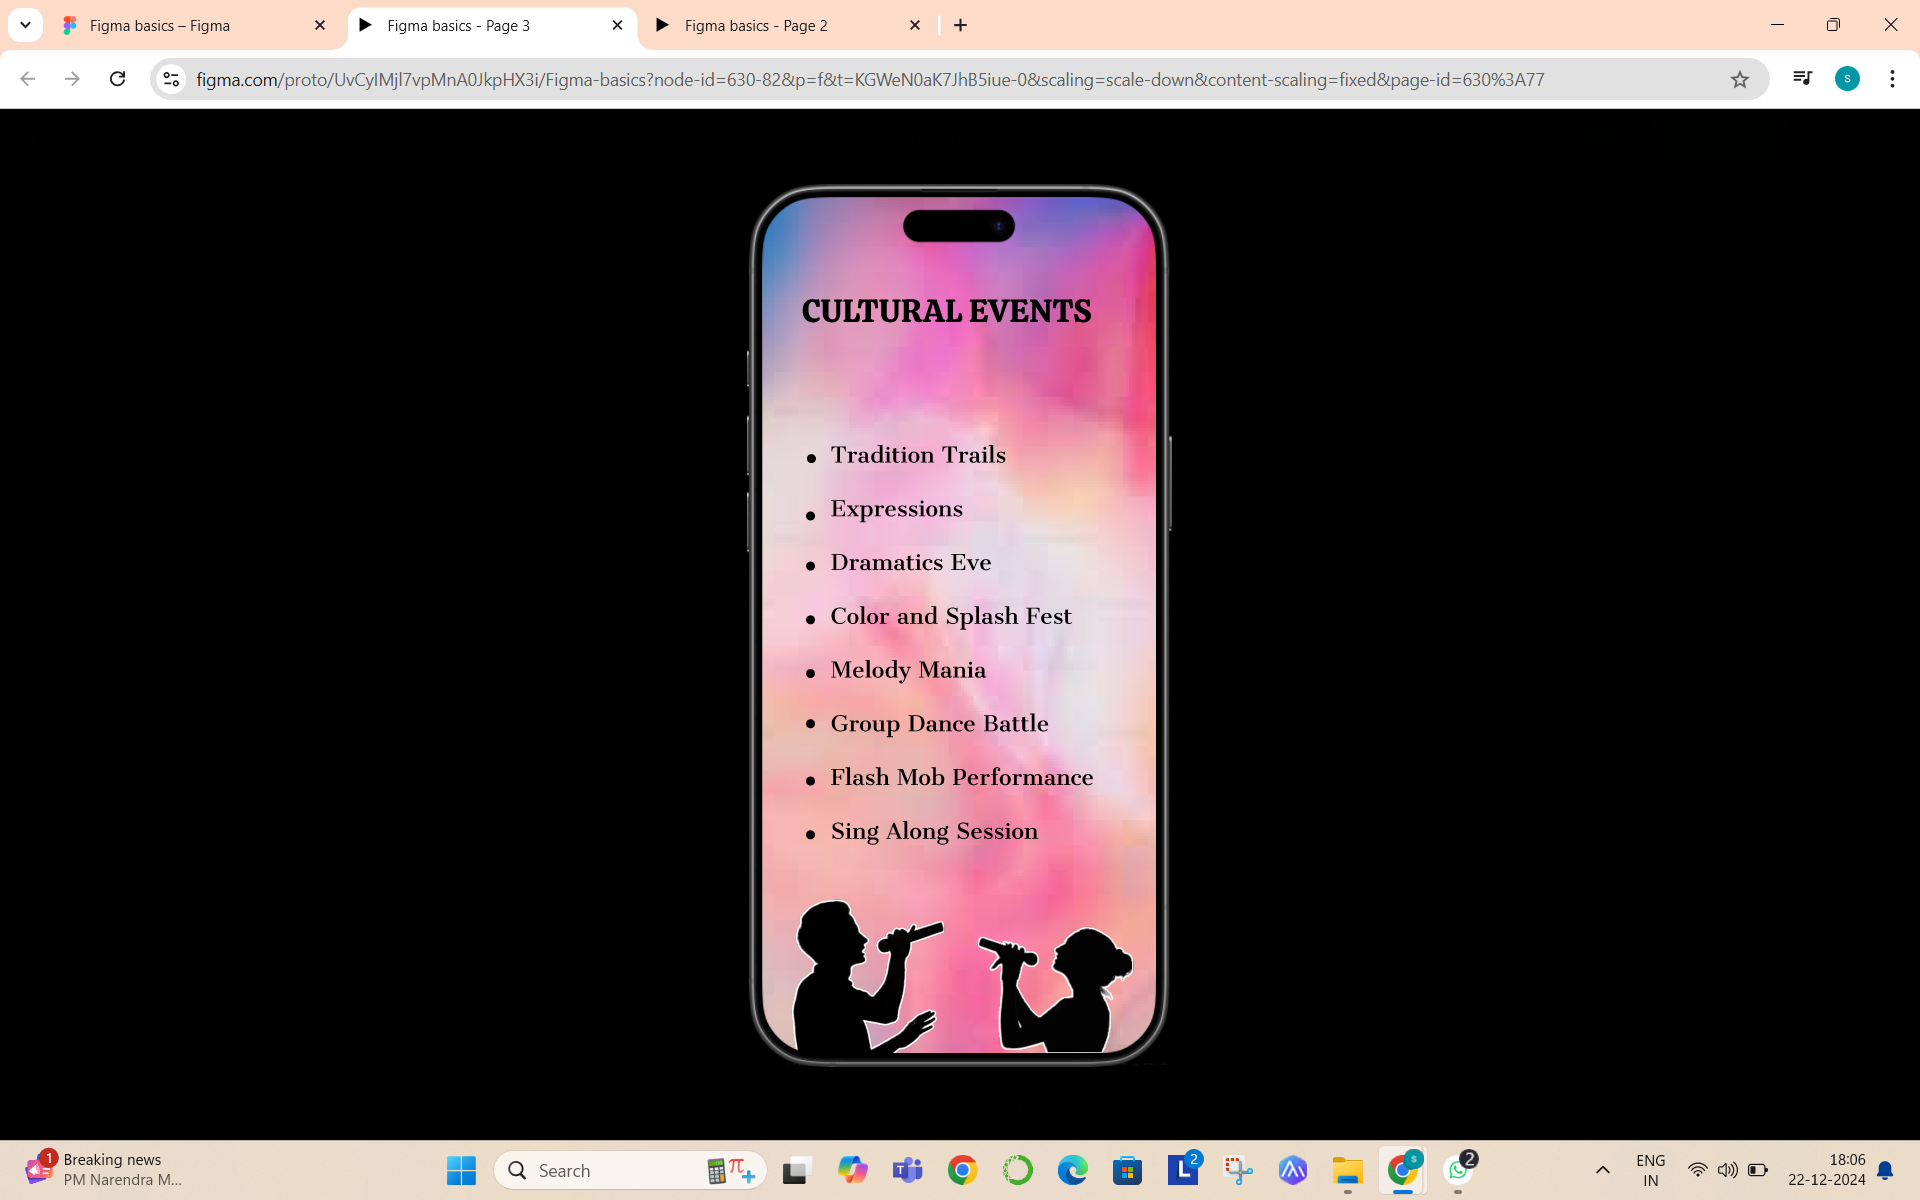 Figma basics – Figma
Figma basics - Page 3
Figma basics - Page 2
figma.com/proto/UvCyIMjl7vpMnA0JkpHX3i/Figma-basics?node-id=630-82&p=f&t=KGWeN0aK7JhB5iue-0&scaling=scale-down&content-scaling=fixed&page-id=630%3A77
S
CULTURAL EVENTS
• Tradition Trails
• Expressions
• Dramatics Eve
• Color and Splash Fest
• Melody Mania
• Group Dance Battle
• Flash Mob Performance
• Sing Along Session
1
Breaking news
PM Narendra M...
Search
L
2
S
2
ENG
IN
18:06
22-12-2024